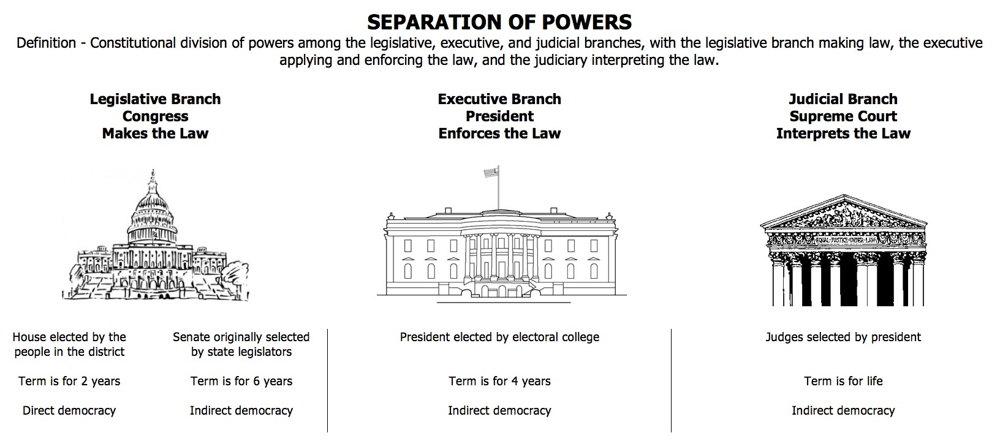 SEPARATION OF POWERS
Definition - Constitutional division of powers among the legislative, executive, and judicial branches, with the legislative branch making law, the executive
applying and enforcing the law, and the judiciary interpreting the law.
Legislative Branch
Congress
Makes the Law
Executive Branch
President
Enforces the Law
Judicial Branch
Supreme Court
Interprets the Law
EQUAL·JUSTICE·UNDER·LAW
House elected by the
people in the district
Term is for 2 years
Direct democracy
Senate originally selected
by state legislators
Term is for 6 years
Indirect democracy
President elected by electoral college
Term is for 4 years
Indirect democracy
Judges selected by president
Term is for life
Indirect democracy